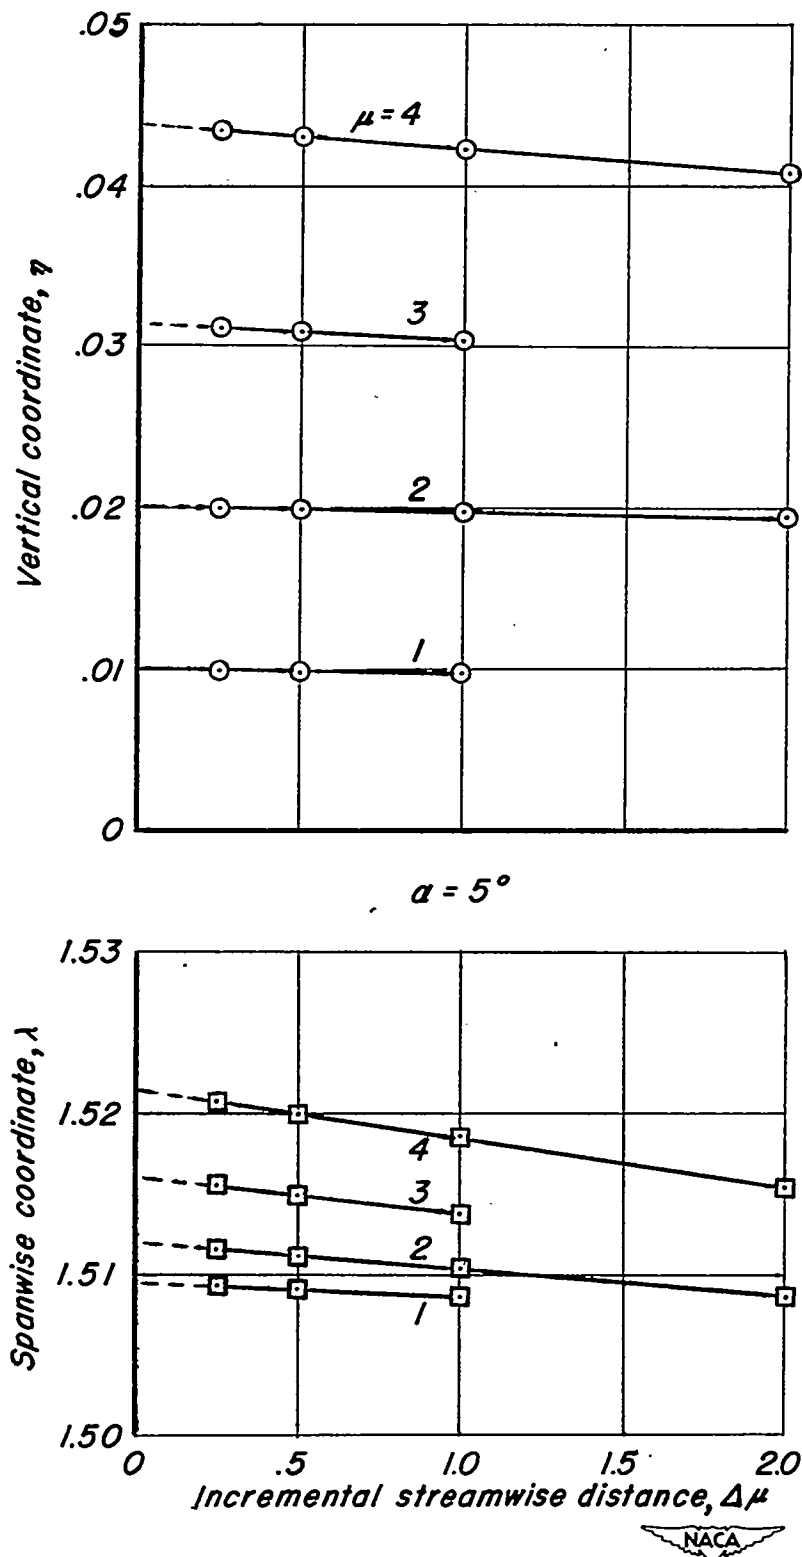 .05
μ = 4
.04
Vertical coordinate, η
3
.03
2
.02
1
.01
0
α = 5°
1.53
Spanwise coordinate, λ
1.52
4
3
2
1.51
1
1.50
0 .5 1.0 1.5 2.0
Incremental streamwise distance, Δμ
NACA